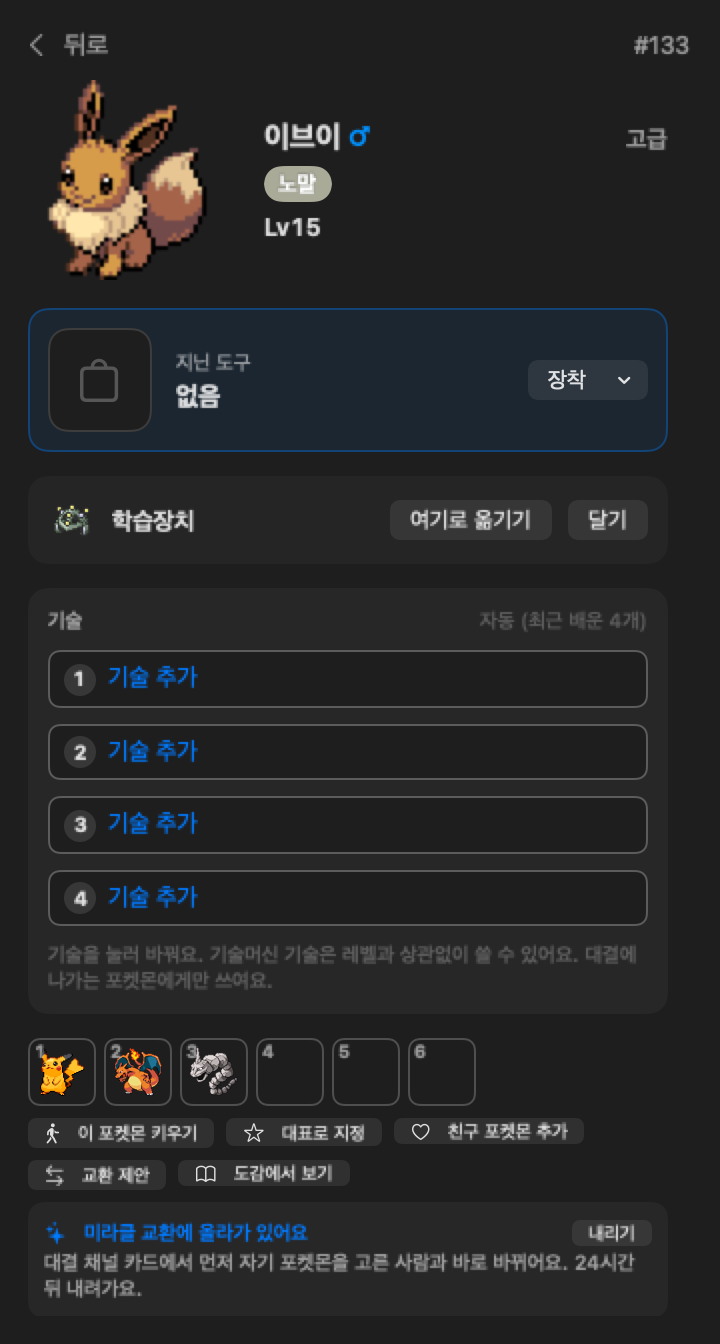 뒤로
#133
이브이 ♂
고급
노말
Lv15
지닌 도구
없음
장착
학습장치
여기로 옮기기
닫기
기술
자동 (최근 배운 4개)
1 기술 추가
2 기술 추가
3 기술 추가
4 기술 추가
기술을 눌러 바꿔요. 기술머신 기술은 레벨과 상관없이 쓸 수 있어요. 대결에
나가는 포켓몬에게만 쓰여요.
1 2 3 4 5 6
이 포켓몬 키우기
대표로 지정
친구 포켓몬 추가
교환 제안
도감에서 보기
미라클 교환에 올라가 있어요
내리기
대결 채널 카드에서 먼저 자기 포켓몬을 고른 사람과 바로 바뀌어요. 24시간
뒤 내려가요.